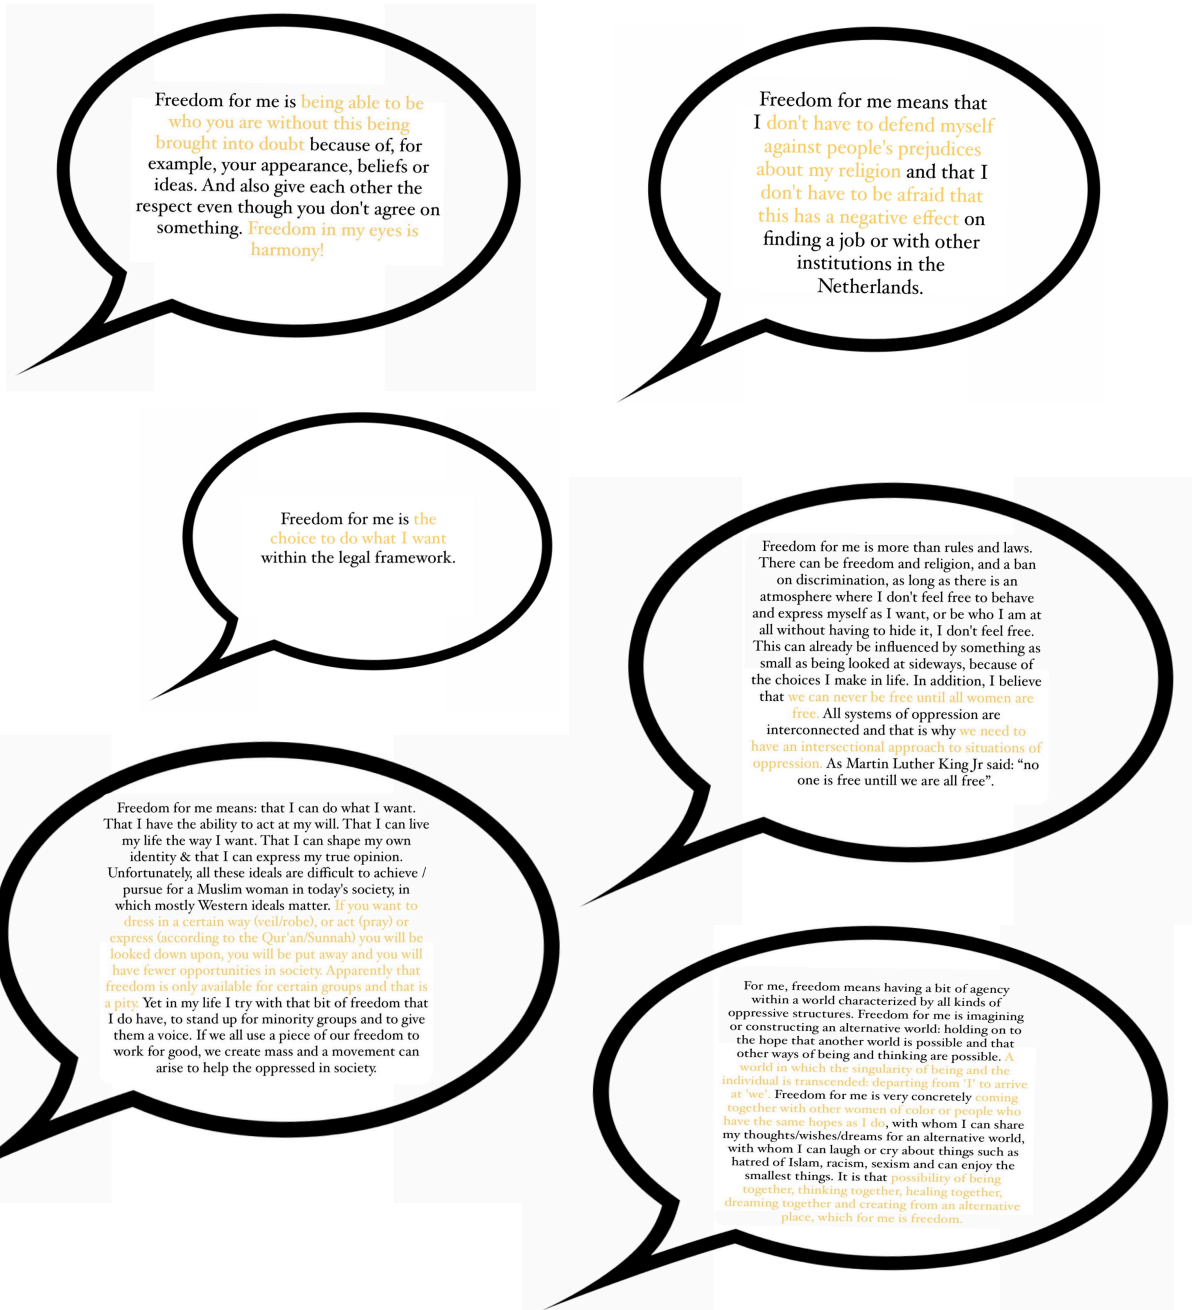 Freedom for me is being able to be
who you are without this being
brought into doubt because of, for
example, your appearance, beliefs or
ideas. And also give each other the
respect even though you don't agree on
something. Freedom in my eyes is
harmony!
Freedom for me means that
I don't have to defend myself
against people's prejudices
about my religion and that I
don't have to be afraid that
this has a negative effect on
finding a job or with other
institutions in the
Netherlands.
Freedom for me is the
choice to do what I want
within the legal framework.
Freedom for me is more than rules and laws.
There can be freedom and religion, and a ban
on discrimination, as long as there is an
atmosphere where I don't feel free to behave
and express myself as I want, or be who I am at
all without having to hide it, I don't feel free.
This can already be influenced by something as
small as being looked at sideways, because of
the choices I make in life. In addition, I believe
that we can never be free until all women are
free. All systems of oppression are
interconnected and that is why we need to
have an intersectional approach to situations of
oppression. As Martin Luther King Jr said: “no
one is free untill we are all free”.
Freedom for me means: that I can do what I want.
That I have the ability to act at my will. That I can live
my life the way I want. That I can shape my own
identity & that I can express my true opinion.
Unfortunately, all these ideals are difficult to achieve /
pursue for a Muslim woman in today's society, in
which mostly Western ideals matter. If you want to
dress in a certain way (veil/robe), or act (pray) or
express (according to the Qur'an/Sunnah) you will be
looked down upon, you will be put away and you will
have fewer opportunities in society. Apparently that
freedom is only available for certain groups and that is
a pity. Yet in my life I try with that bit of freedom that
I do have, to stand up for minority groups and to give
them a voice. If we all use a piece of our freedom to
work for good, we create mass and a movement can
arise to help the oppressed in society.
For me, freedom means having a bit of agency
within a world characterized by all kinds of
oppressive structures. Freedom for me is imagining
or constructing an alternative world: holding on to
the hope that another world is possible and that
other ways of being and thinking are possible. A
world in which the singularity of being and the
individual is transcended: departing from 'I' to arrive
at 'we'. Freedom for me is very concretely coming
together with other women of color or people who
have the same hopes as I do, with whom I can share
my thoughts/wishes/dreams for an alternative world,
with whom I can laugh or cry about things such as
hatred of Islam, racism, sexism and can enjoy the
smallest things. It is that possibility of being
together, thinking together, healing together,
dreaming together and creating from an alternative
place, which for me is freedom.